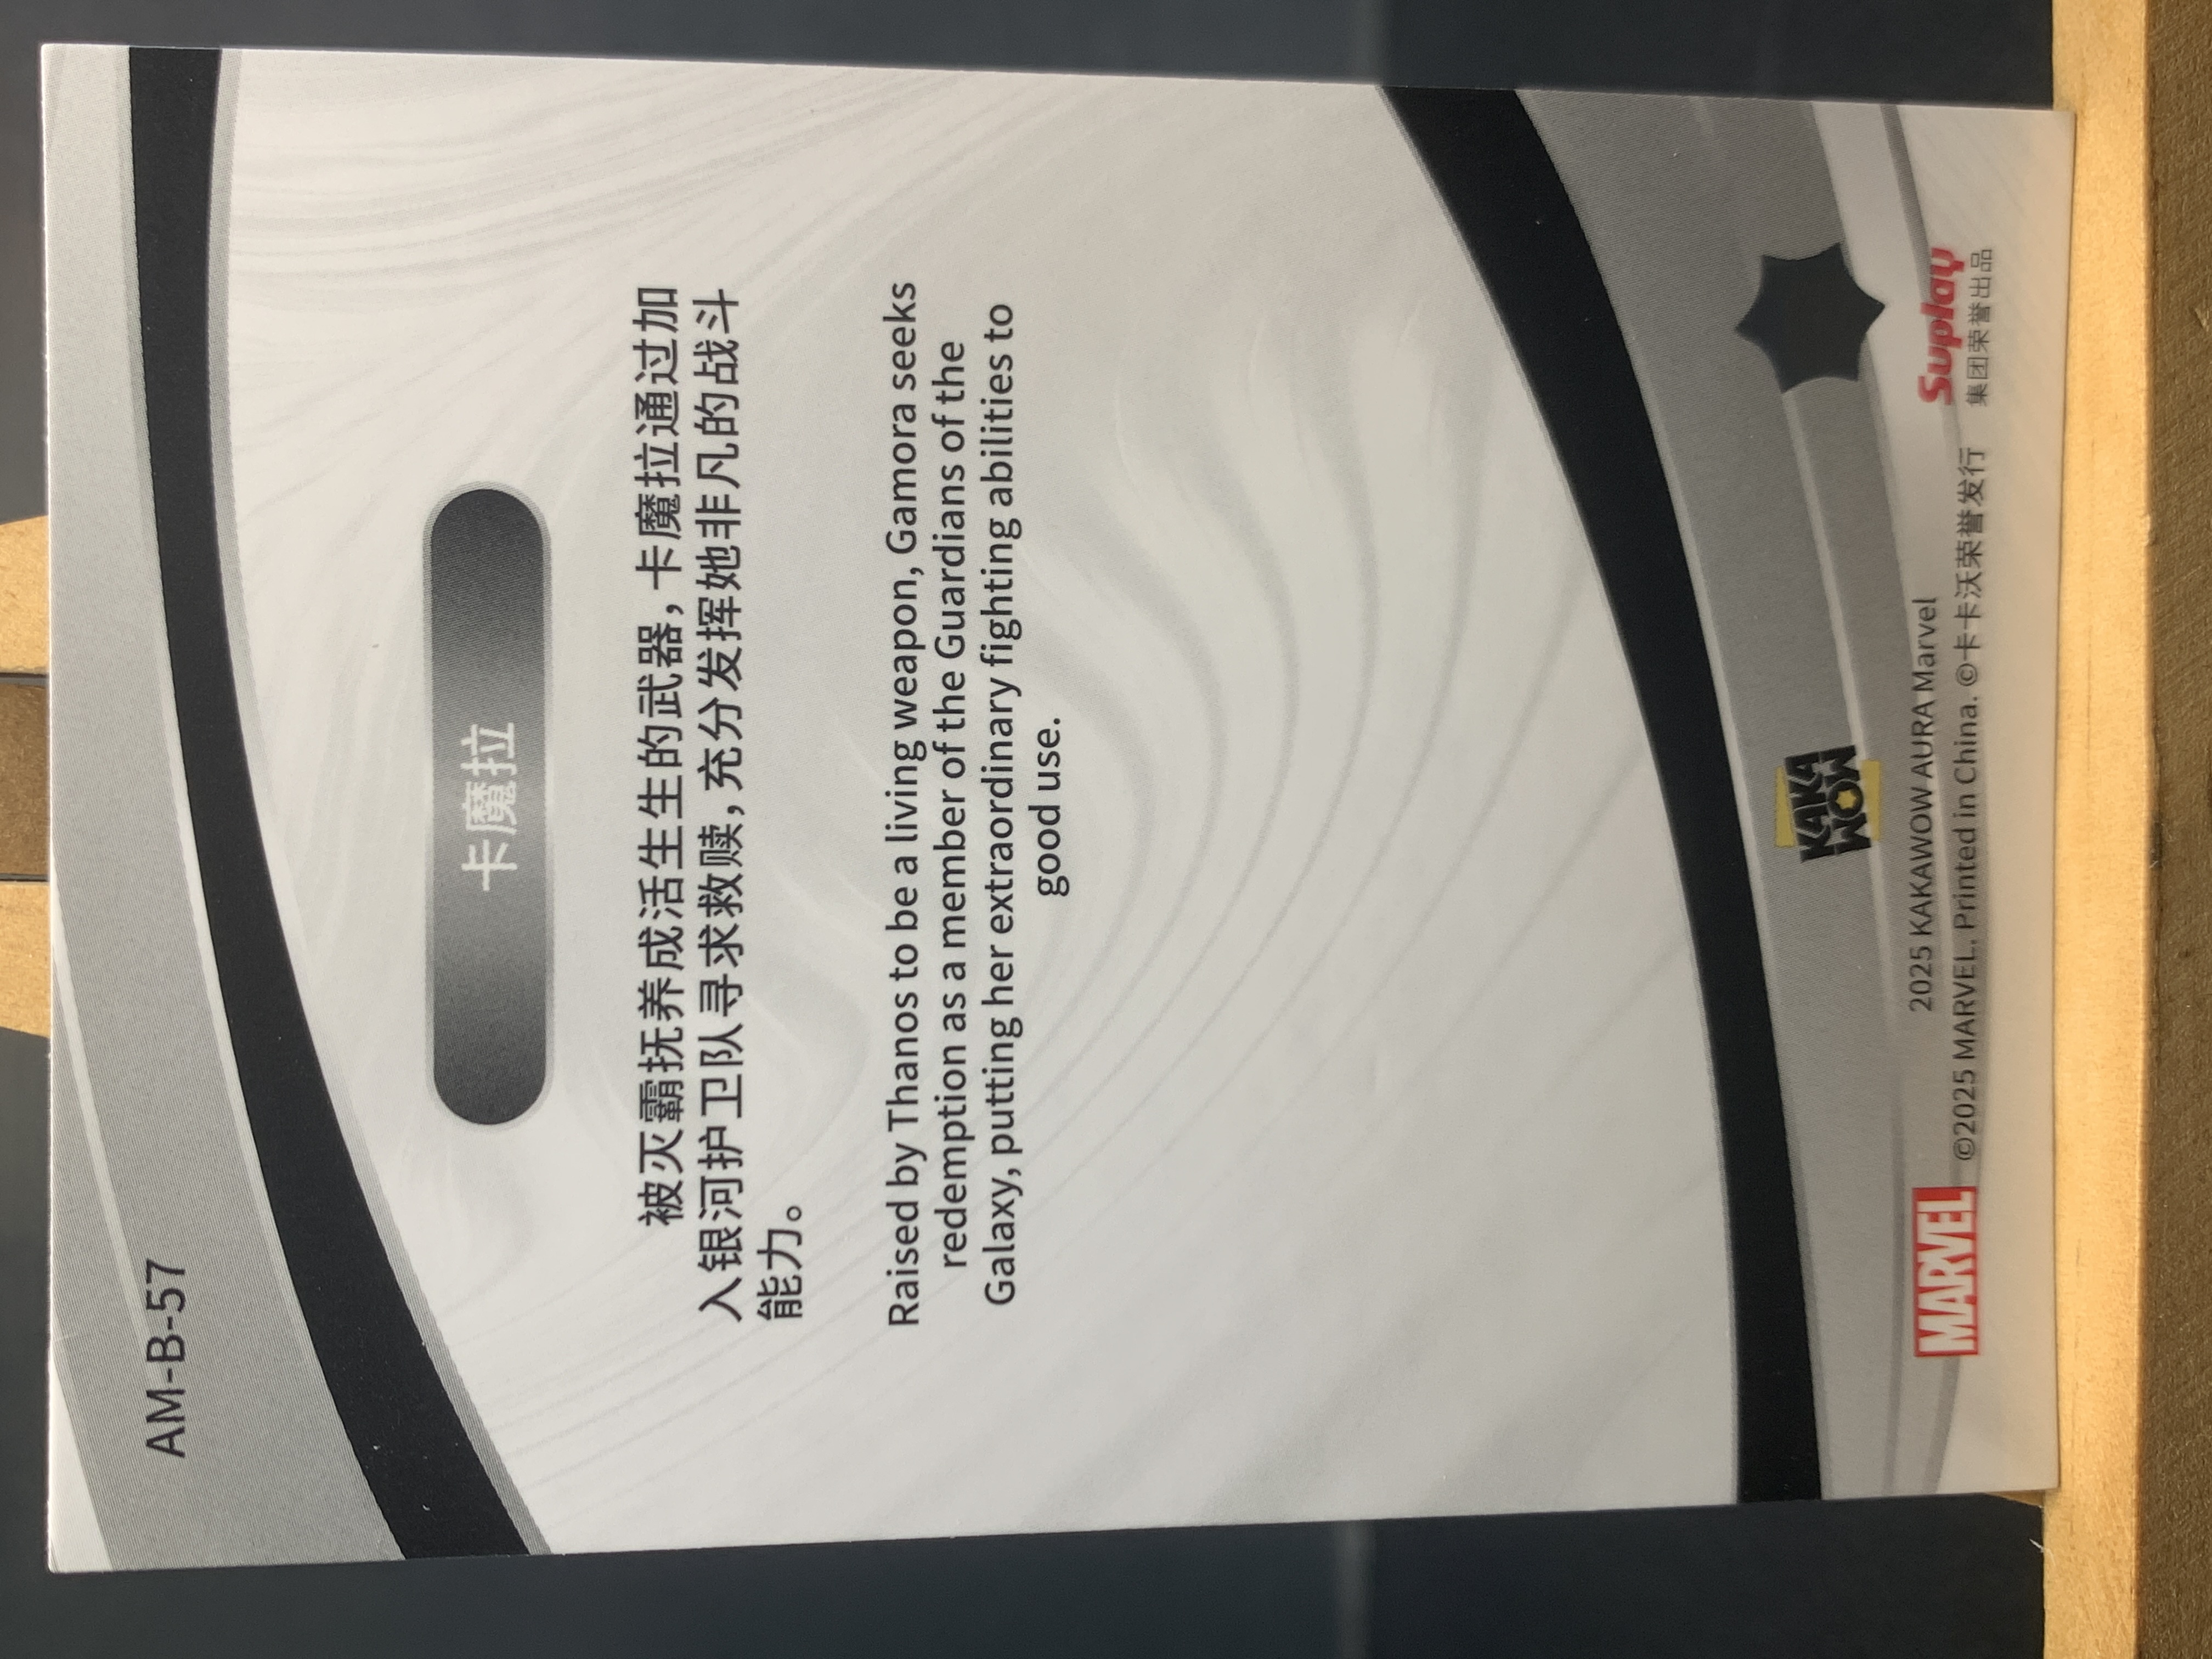 AM-B-57
卡魔拉
被灭霸抚养成活生生的武器，卡魔拉通过加
入银河护卫队寻求救赎，充分发挥她非凡的战斗
能力。
Raised by Thanos to be a living weapon, Gamora seeks
redemption as a member of the Guardians of the
Galaxy, putting her extraordinary fighting abilities to
good use.
KAKA
WOW
MARVEL
2025 KAKAWOW AURA Marvel
©2025 MARVEL. Printed in China. ©卡卡沃荣誉发行
Suplay
集团荣誉出品